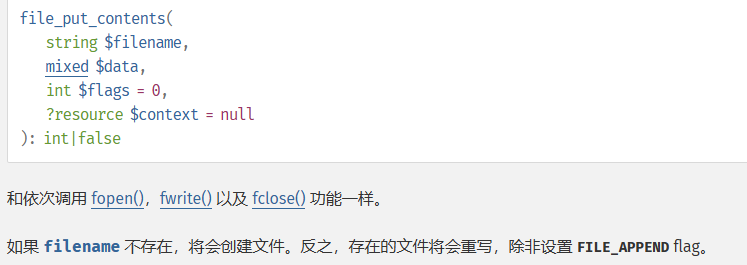 file_put_contents(
string $filename,
mixed $data,
int $flags = 0,
?resource $context = null
): int|false
和依次调用 fopen()，fwrite() 以及 fclose() 功能一样。
如果 filename 不存在，将会创建文件。反之，存在的文件将会重写，除非设置 FILE_APPEND flag。